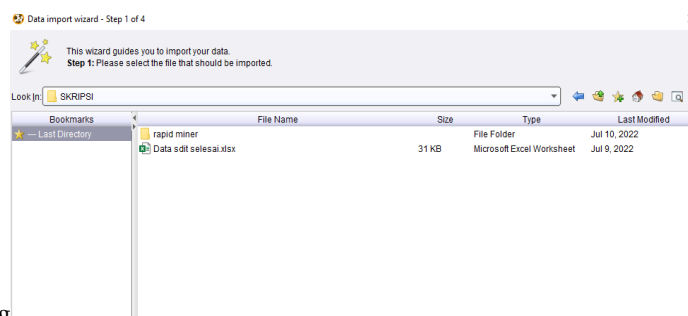 Data import wizard - Step 1 of 4
This wizard guides you to import your data.
Step 1: Please select the file that should be imported.
Look In: SKRIPSI
Bookmarks File Name Size Type Last Modified
--- Last Directory rapid miner File Folder Jul 10, 2022
Data sdit selesai.xlsx 31 KB Microsoft Excel Worksheet Jul 9, 2022
g